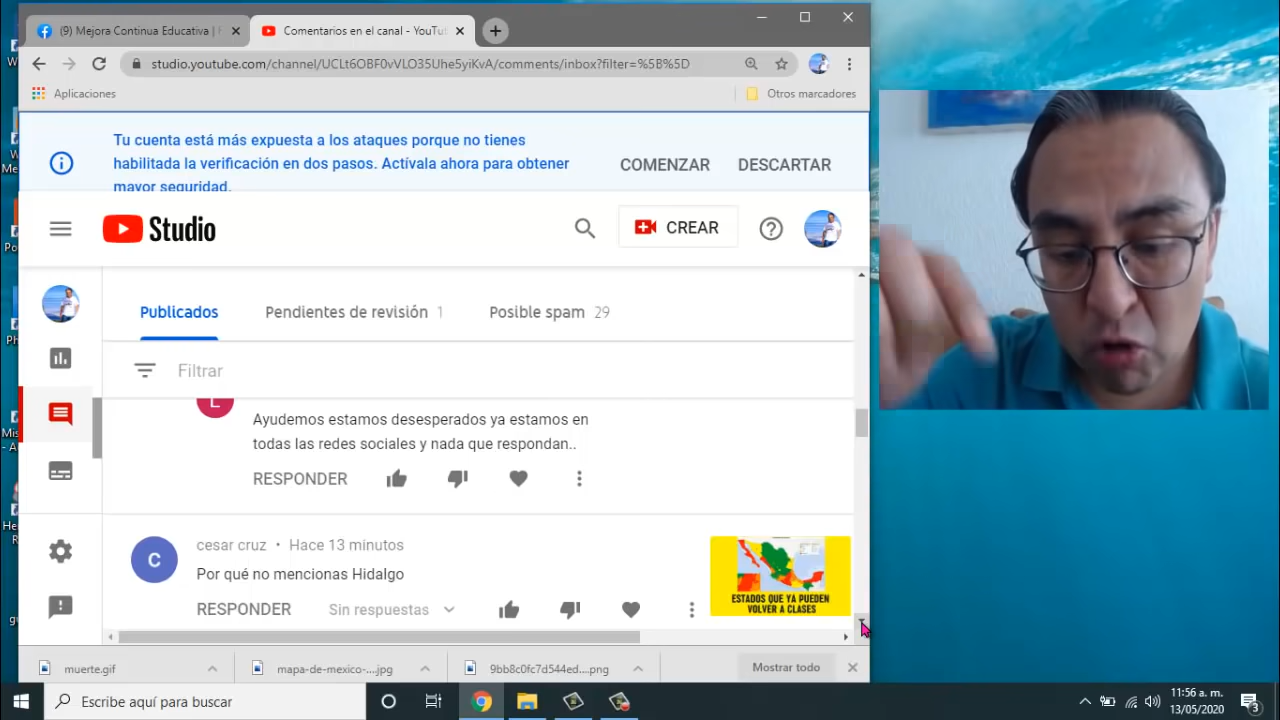 (9) Mejora Continua Educativa |
Comentarios en el canal - YouTu
studio.youtube.com/channel/UCLt6OBF0vVLO35Uhe5yiKvA/comments/inbox?filter=%5B%5D
Aplicaciones
Otros marcadores
Tu cuenta está más expuesta a los ataques porque no tienes
habilitada la verificación en dos pasos. Actívala ahora para obtener
mayor seguridad.
COMENZAR
DESCARTAR
Studio
CREAR
Publicados
Pendientes de revisión 1
Posible spam 29
Filtrar
Ayudemos estamos desesperados ya estamos en
todas las redes sociales y nada que respondan..
RESPONDER
C
cesar cruz • Hace 13 minutos
Por qué no mencionas Hidalgo
RESPONDER
Sin respuestas
ESTADOS QUE YA PUEDEN
VOLVER A CLASES
muerte.gif
mapa-de-mexico-....jpg
9bb8c0fc7d544ed....png
Mostrar todo
Escribe aquí para buscar
11:56 a. m.
13/05/2020
3